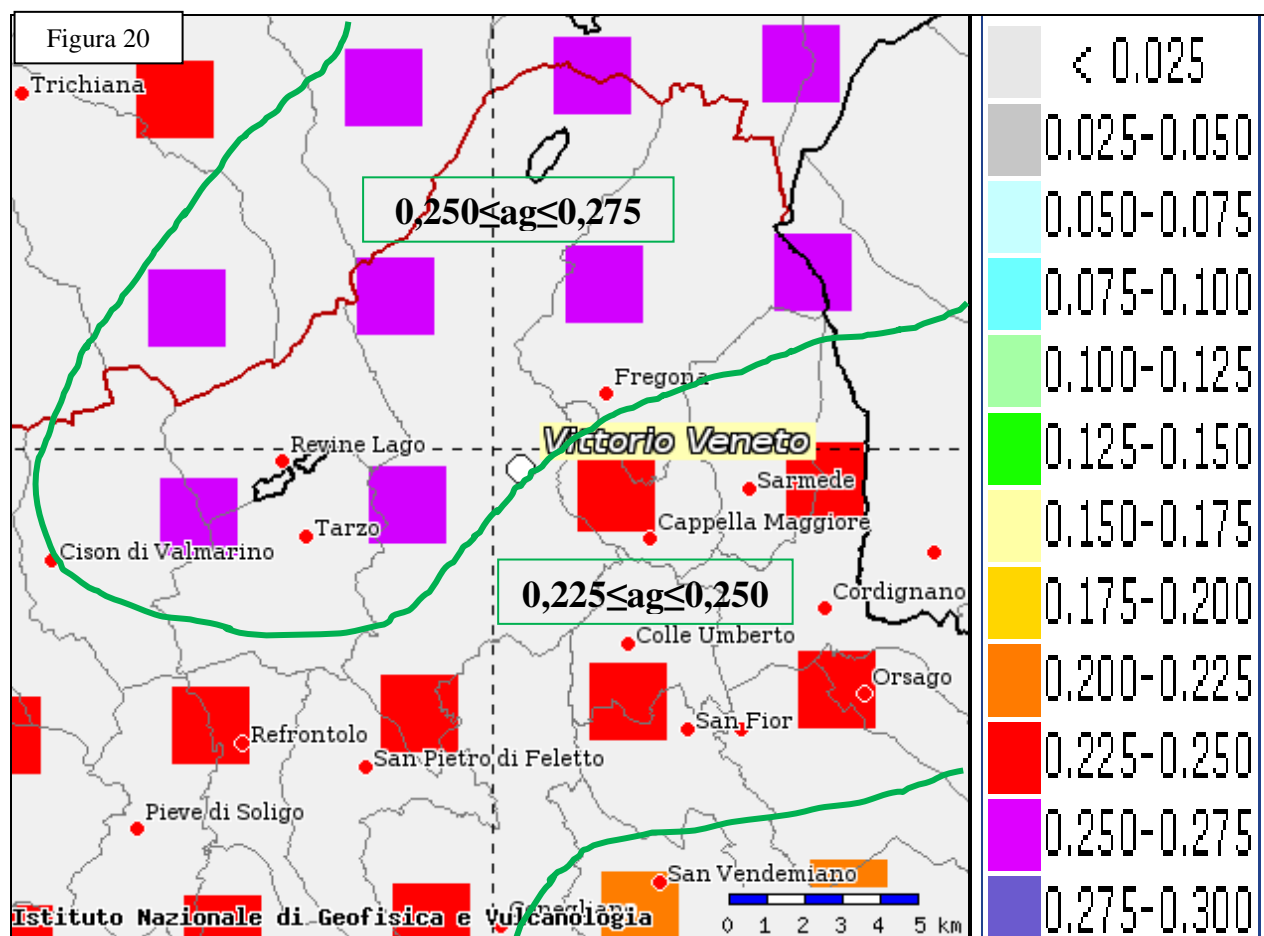 Figura 20
Trichiana
0,250≤ag≤0,275
Fregona
Vittorio Veneto
Revine Lago
Sarmede
Tarzo
Cappella Maggiore
Cison di Valmarino
0,225≤ag≤0,250
Cordignano
Colle Umberto
Orsago
San Fior
Refrontolo
San Pietro di Feletto
Pieve di Soligo
San Vendemiano
Istituto Nazionale di Geofisica e Vulcanologia
0 1 2 3 4 5 km
< 0.025
0.025-0.050
0.050-0.075
0.075-0.100
0.100-0.125
0.125-0.150
0.150-0.175
0.175-0.200
0.200-0.225
0.225-0.250
0.250-0.275
0.275-0.300